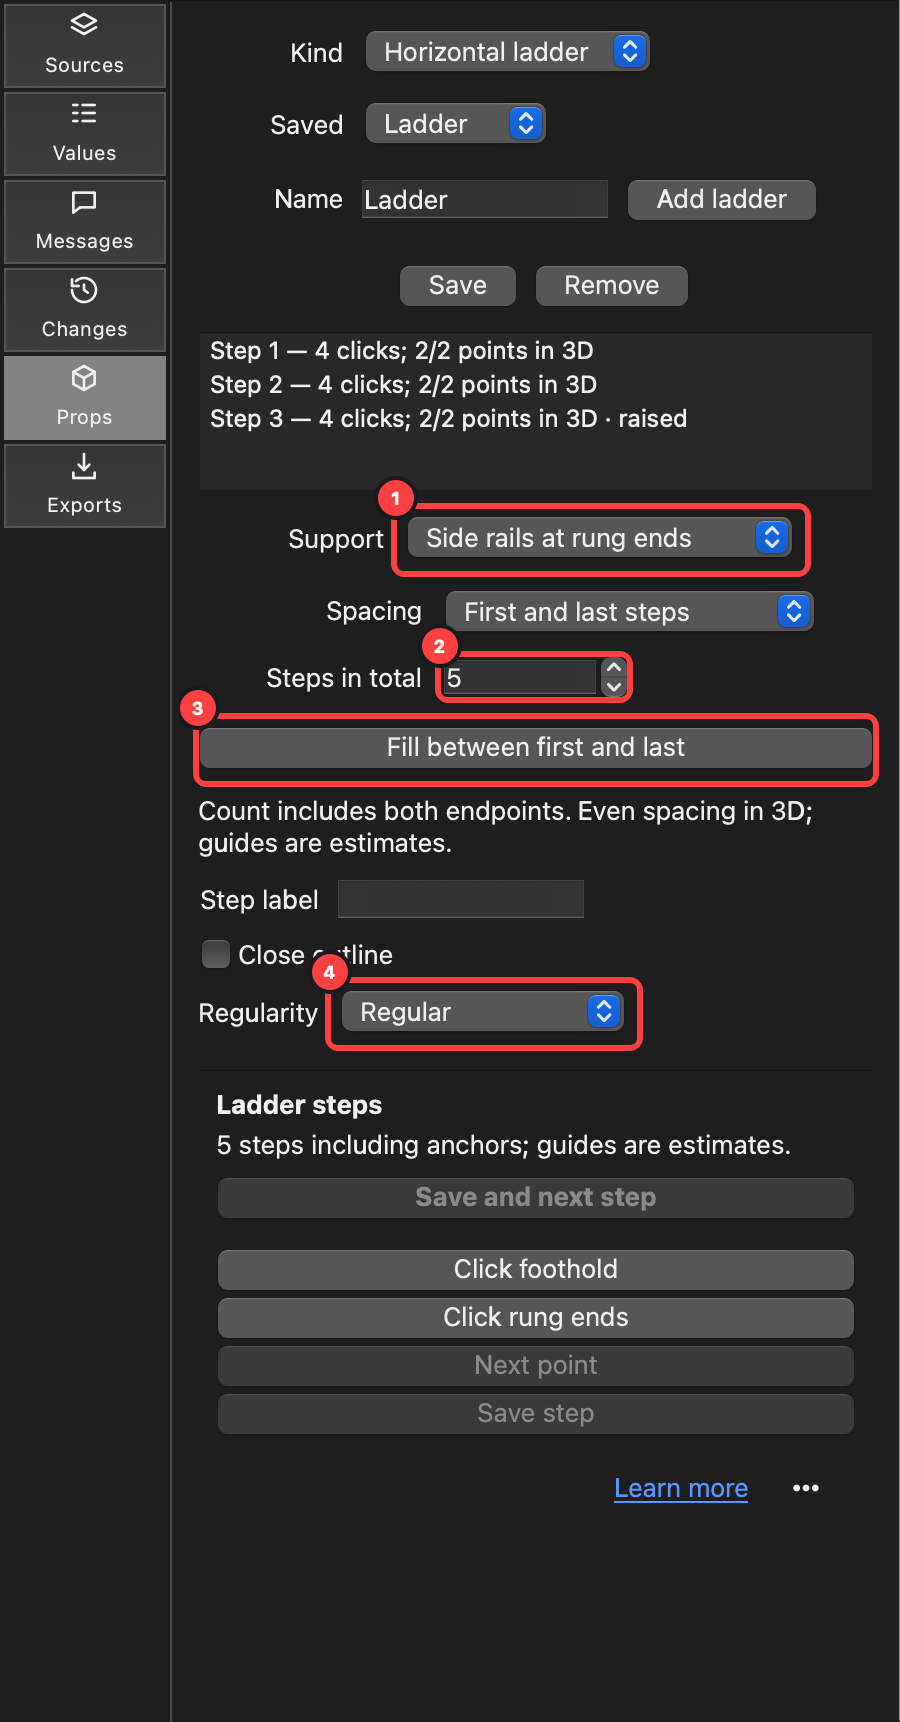 Sources
Values
Messages
Changes
Props
Exports
Kind Horizontal ladder
Saved Ladder
Name Ladder Add ladder
Save Remove
Step 1 — 4 clicks; 2/2 points in 3D
Step 2 — 4 clicks; 2/2 points in 3D
Step 3 — 4 clicks; 2/2 points in 3D · raised
1
Support Side rails at rung ends
Spacing First and last steps
2
Steps in total 5
3
Fill between first and last
Count includes both endpoints. Even spacing in 3D;
guides are estimates.
Step label
Close outline
4
Regularity Regular
Ladder steps
5 steps including anchors; guides are estimates.
Save and next step
Click foothold
Click rung ends
Next point
Save step
Learn more •••